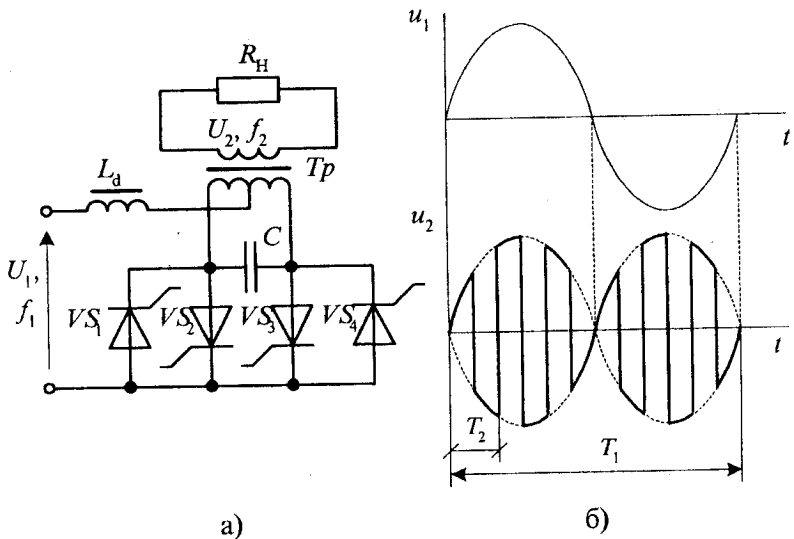 R_Н
U_2, f_2
Tp
L_d
C
U_1,
f_1
VS_1
VS_2
VS_3
VS_4
а)
u_1
t
u_2
t
T_2
T_1
б)